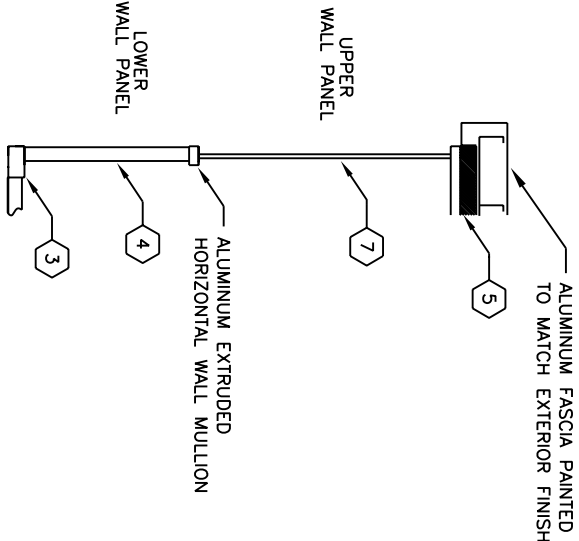 ALUMINUM FASCIA PAINTED
TO MATCH EXTERIOR FINISH
5
UPPER
WALL PANEL
7
ALUMINUM EXTRUDED
HORIZONTAL WALL MULLION
LOWER
WALL PANEL
4
3